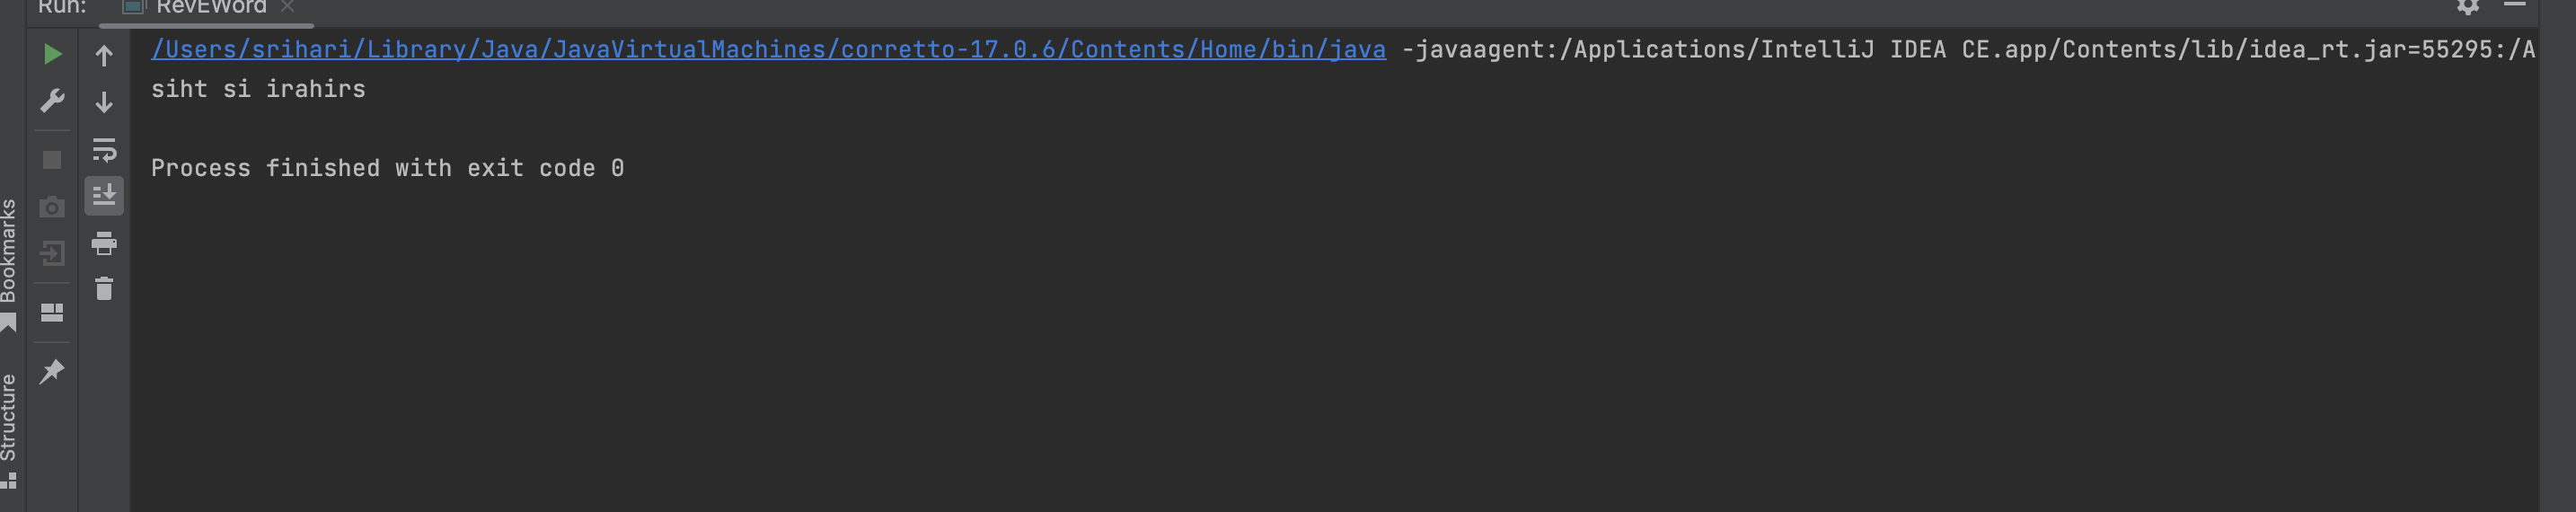 Run: RevEWord
/Users/srihari/Library/Java/JavaVirtualMachines/corretto-17.0.6/Contents/Home/bin/java -javaagent:/Applications/IntelliJ IDEA CE.app/Contents/lib/idea_rt.jar=55295:/A
siht si irahirs
Process finished with exit code 0
Bookmarks
Structure